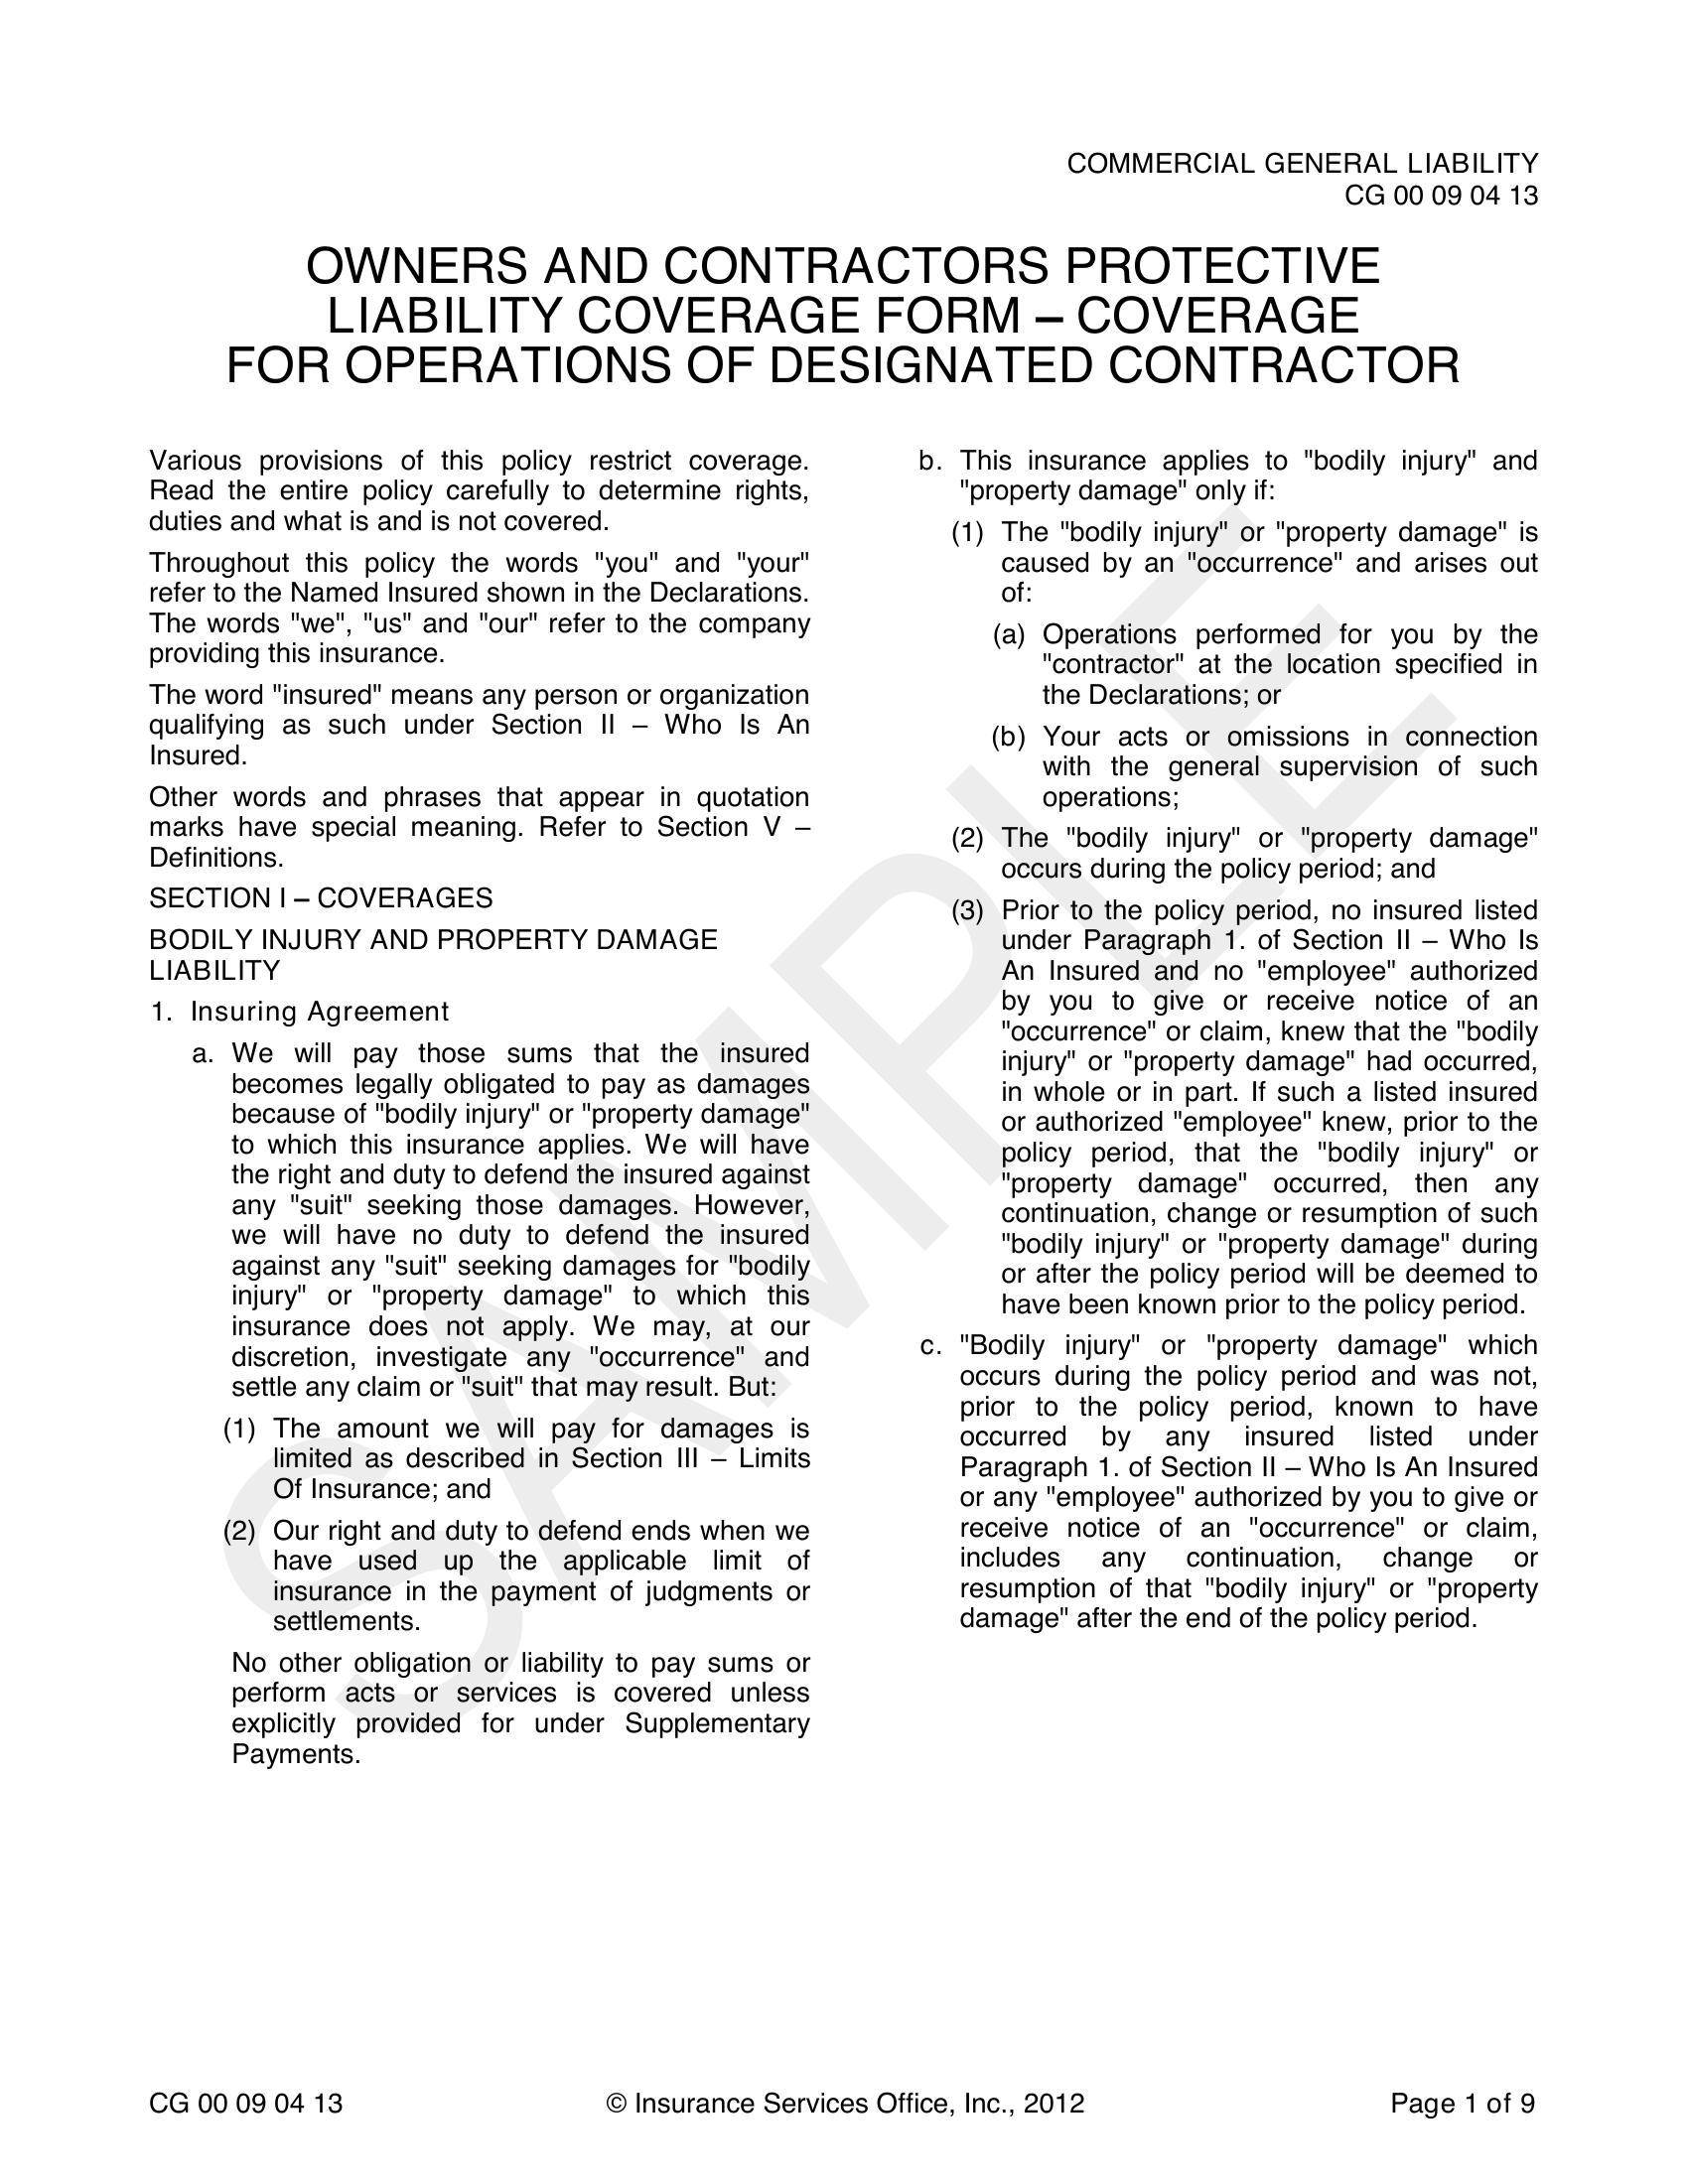 COMMERCIAL GENERAL LIABILITY
CG 00 09 04 13
OWNERS AND CONTRACTORS PROTECTIVE
LIABILITY COVERAGE FORM – COVERAGE
FOR OPERATIONS OF DESIGNATED CONTRACTOR
Various provisions of this policy restrict coverage.
Read the entire policy carefully to determine rights,
duties and what is and is not covered.
Throughout this policy the words "you" and "your"
refer to the Named Insured shown in the Declarations.
The words "we", "us" and "our" refer to the company
providing this insurance.
The word "insured" means any person or organization
qualifying as such under Section II – Who Is An
Insured.
Other words and phrases that appear in quotation
marks have special meaning. Refer to Section V –
Definitions.
SECTION I – COVERAGES
BODILY INJURY AND PROPERTY DAMAGE
LIABILITY
1. Insuring Agreement
a. We will pay those sums that the insured
becomes legally obligated to pay as damages
because of "bodily injury" or "property damage"
to which this insurance applies. We will have
the right and duty to defend the insured against
any "suit" seeking those damages. However,
we will have no duty to defend the insured
against any "suit" seeking damages for "bodily
injury" or "property damage" to which this
insurance does not apply. We may, at our
discretion, investigate any "occurrence" and
settle any claim or "suit" that may result. But:
(1) The amount we will pay for damages is
limited as described in Section III – Limits
Of Insurance; and
(2) Our right and duty to defend ends when we
have used up the applicable limit of
insurance in the payment of judgments or
settlements.
No other obligation or liability to pay sums or
perform acts or services is covered unless
explicitly provided for under Supplementary
Payments.
b. This insurance applies to "bodily injury" and
"property damage" only if:
(1) The "bodily injury" or "property damage" is
caused by an "occurrence" and arises out
of:
(a) Operations performed for you by the
"contractor" at the location specified in
the Declarations; or
(b) Your acts or omissions in connection
with the general supervision of such
operations;
(2) The "bodily injury" or "property damage"
occurs during the policy period; and
(3) Prior to the policy period, no insured listed
under Paragraph 1. of Section II – Who Is
An Insured and no "employee" authorized
by you to give or receive notice of an
"occurrence" or claim, knew that the "bodily
injury" or "property damage" had occurred,
in whole or in part. If such a listed insured
or authorized "employee" knew, prior to the
policy period, that the "bodily injury" or
"property damage" occurred, then any
continuation, change or resumption of such
"bodily injury" or "property damage" during
or after the policy period will be deemed to
have been known prior to the policy period.
c. "Bodily injury" or "property damage" which
occurs during the policy period and was not,
prior to the policy period, known to have
occurred by any insured listed under
Paragraph 1. of Section II – Who Is An Insured
or any "employee" authorized by you to give or
receive notice of an "occurrence" or claim,
includes any continuation, change or
resumption of that "bodily injury" or "property
damage" after the end of the policy period.
SAMPLE
CG 00 09 04 13
© Insurance Services Office, Inc., 2012
Page 1 of 9